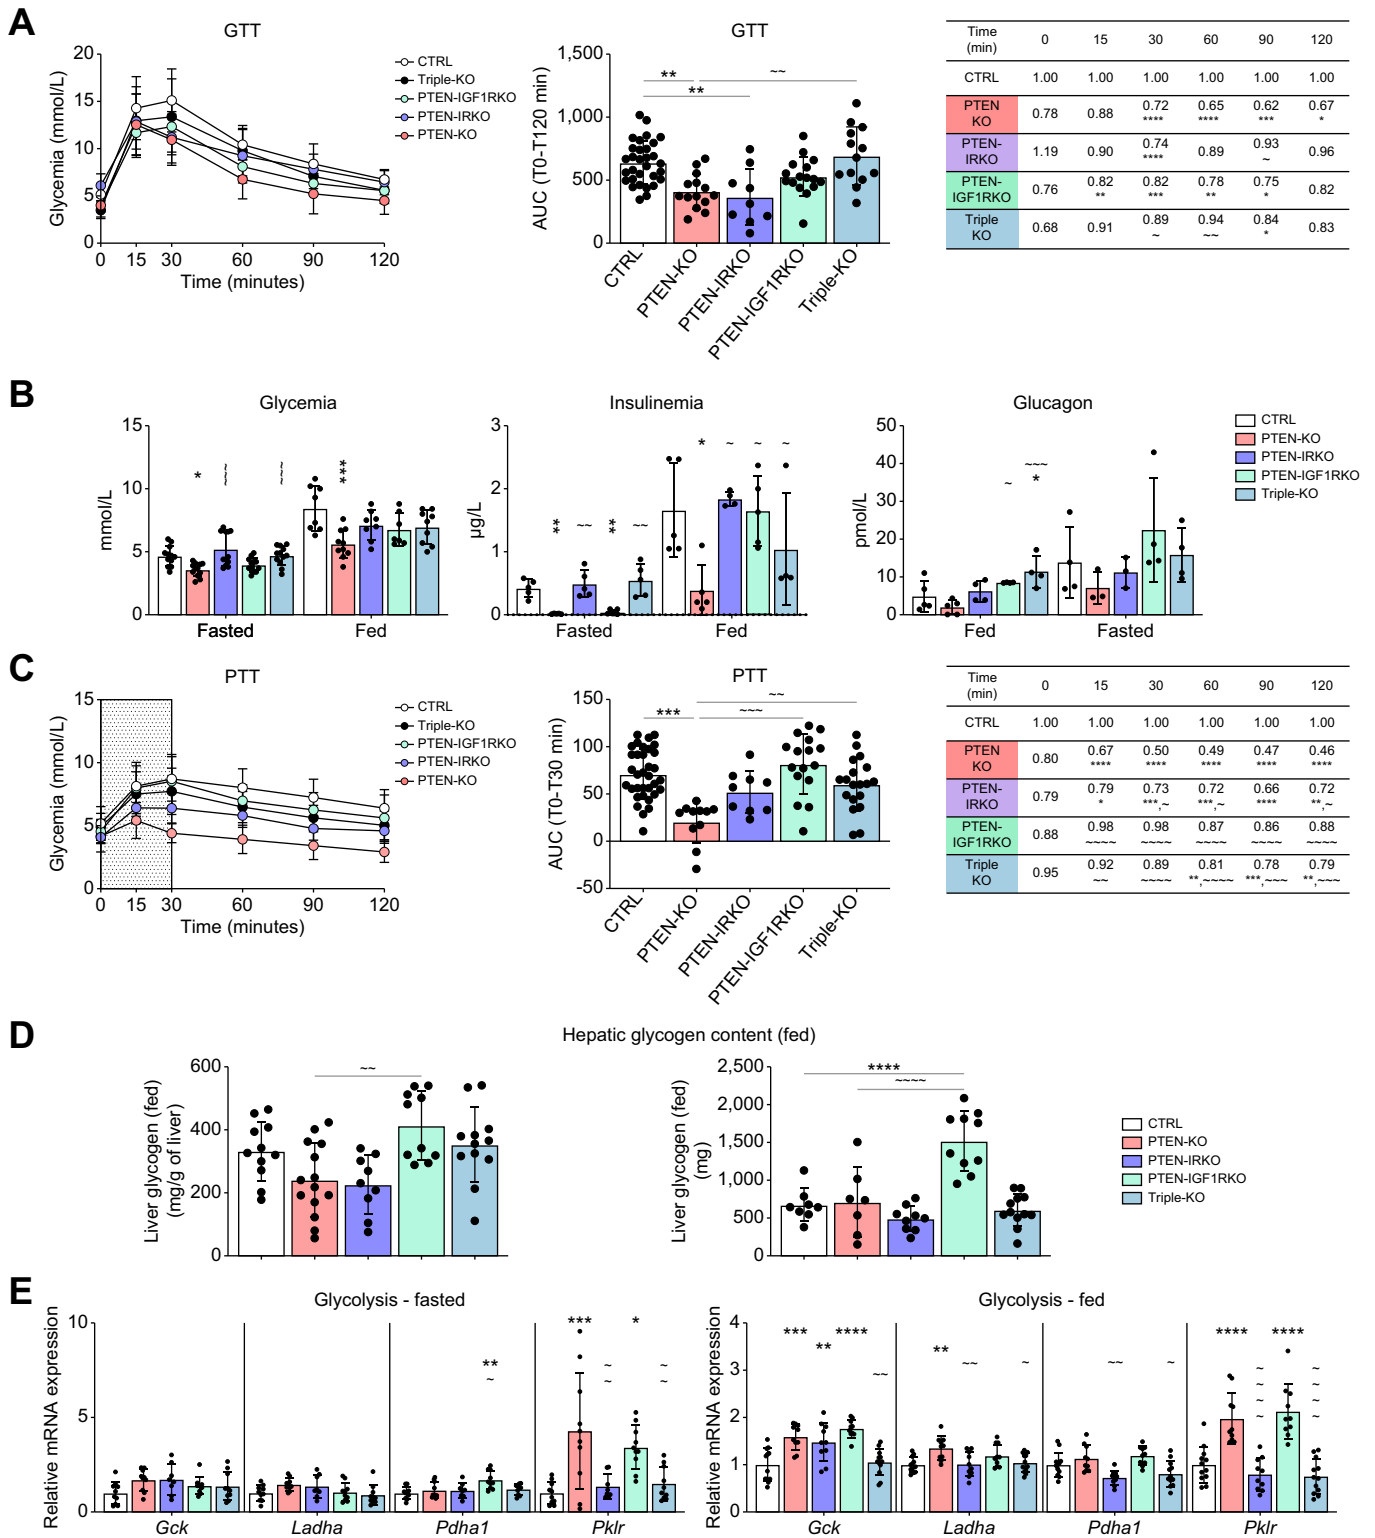 A
GTT
Glycemia (mmol/L)
20
15
10
5
0
0 15 30 60 90 120
Time (minutes)
CTRL
Triple-KO
PTEN-IGF1RKO
PTEN-IRKO
PTEN-KO
GTT
AUC (T0-T120 min)
1,500
1,000
500
0
** ~~
**
CTRL
PTEN-KO
PTEN-IRKO
PTEN-IGF1RKO
Triple-KO
Time (min) 0 15 30 60 90 120
CTRL 1.00 1.00 1.00 1.00 1.00 1.00
PTEN KO 0.78 0.88 0.72 **** 0.65 **** 0.62 *** 0.67 *
PTEN-IRKO 1.19 0.90 0.74 **** 0.89 0.93 ~ 0.96
PTEN-IGF1RKO 0.76 0.82 ** 0.82 *** 0.78 ** 0.75 * 0.82
Triple KO 0.68 0.91 0.89 ~ 0.94 ~~ 0.84 * 0.83
B
Glycemia
mmol/L
15
10
5
0
* ~~~ ~~~ ***
Fasted Fed
Insulinemia
µg/L
3
2
1
0
** ~~ ** ~~ * ~ ~ ~
Fasted Fed
Glucagon
pmol/L
50
40
30
20
10
0
~ ~~~
*
Fed Fasted
CTRL
PTEN-KO
PTEN-IRKO
PTEN-IGF1RKO
Triple-KO
C
PTT
Glycemia (mmol/L)
15
10
5
0
0 15 30 60 90 120
Time (minutes)
CTRL
Triple-KO
PTEN-IGF1RKO
PTEN-IRKO
PTEN-KO
PTT
AUC (T0-T30 min)
150
100
50
0
−50
~~
*** ~~~
CTRL
PTEN-KO
PTEN-IRKO
PTEN-IGF1RKO
Triple-KO
Time (min) 0 15 30 60 90 120
CTRL 1.00 1.00 1.00 1.00 1.00 1.00
PTEN KO 0.80 0.67 **** 0.50 **** 0.49 **** 0.47 **** 0.46 ****
PTEN-IRKO 0.79 0.79 * 0.73 ***,~ 0.72 ***,~ 0.66 **** 0.72 **,~
PTEN-IGF1RKO 0.88 0.98 ~~~~ 0.98 ~~~~ 0.87 ~~~~ 0.86 ~~~~ 0.88 ~~~~
Triple KO 0.95 0.92 ~~ 0.89 ~~~~ 0.81 **,~~~~ 0.78 ***,~~~ 0.79 **,~~~
D
Hepatic glycogen content (fed)
Liver glycogen (fed)
(mg/g of liver)
600
400
200
0
~~
Liver glycogen (fed)
(mg)
2,500
2,000
1,500
1,000
500
0
****
~~~~
CTRL
PTEN-KO
PTEN-IRKO
PTEN-IGF1RKO
Triple-KO
E
Glycolysis - fasted
Relative mRNA expression
10
5
0
** ~ *** ~~ * ~~
Gck Ladha Pdha1 Pklr
Glycolysis - fed
Relative mRNA expression
4
3
2
1
0
*** ** **** ~~ ** ~~ ~ ~~ ~ **** ~~~~ **** ~~~~
Gck Ladha Pdha1 Pklr